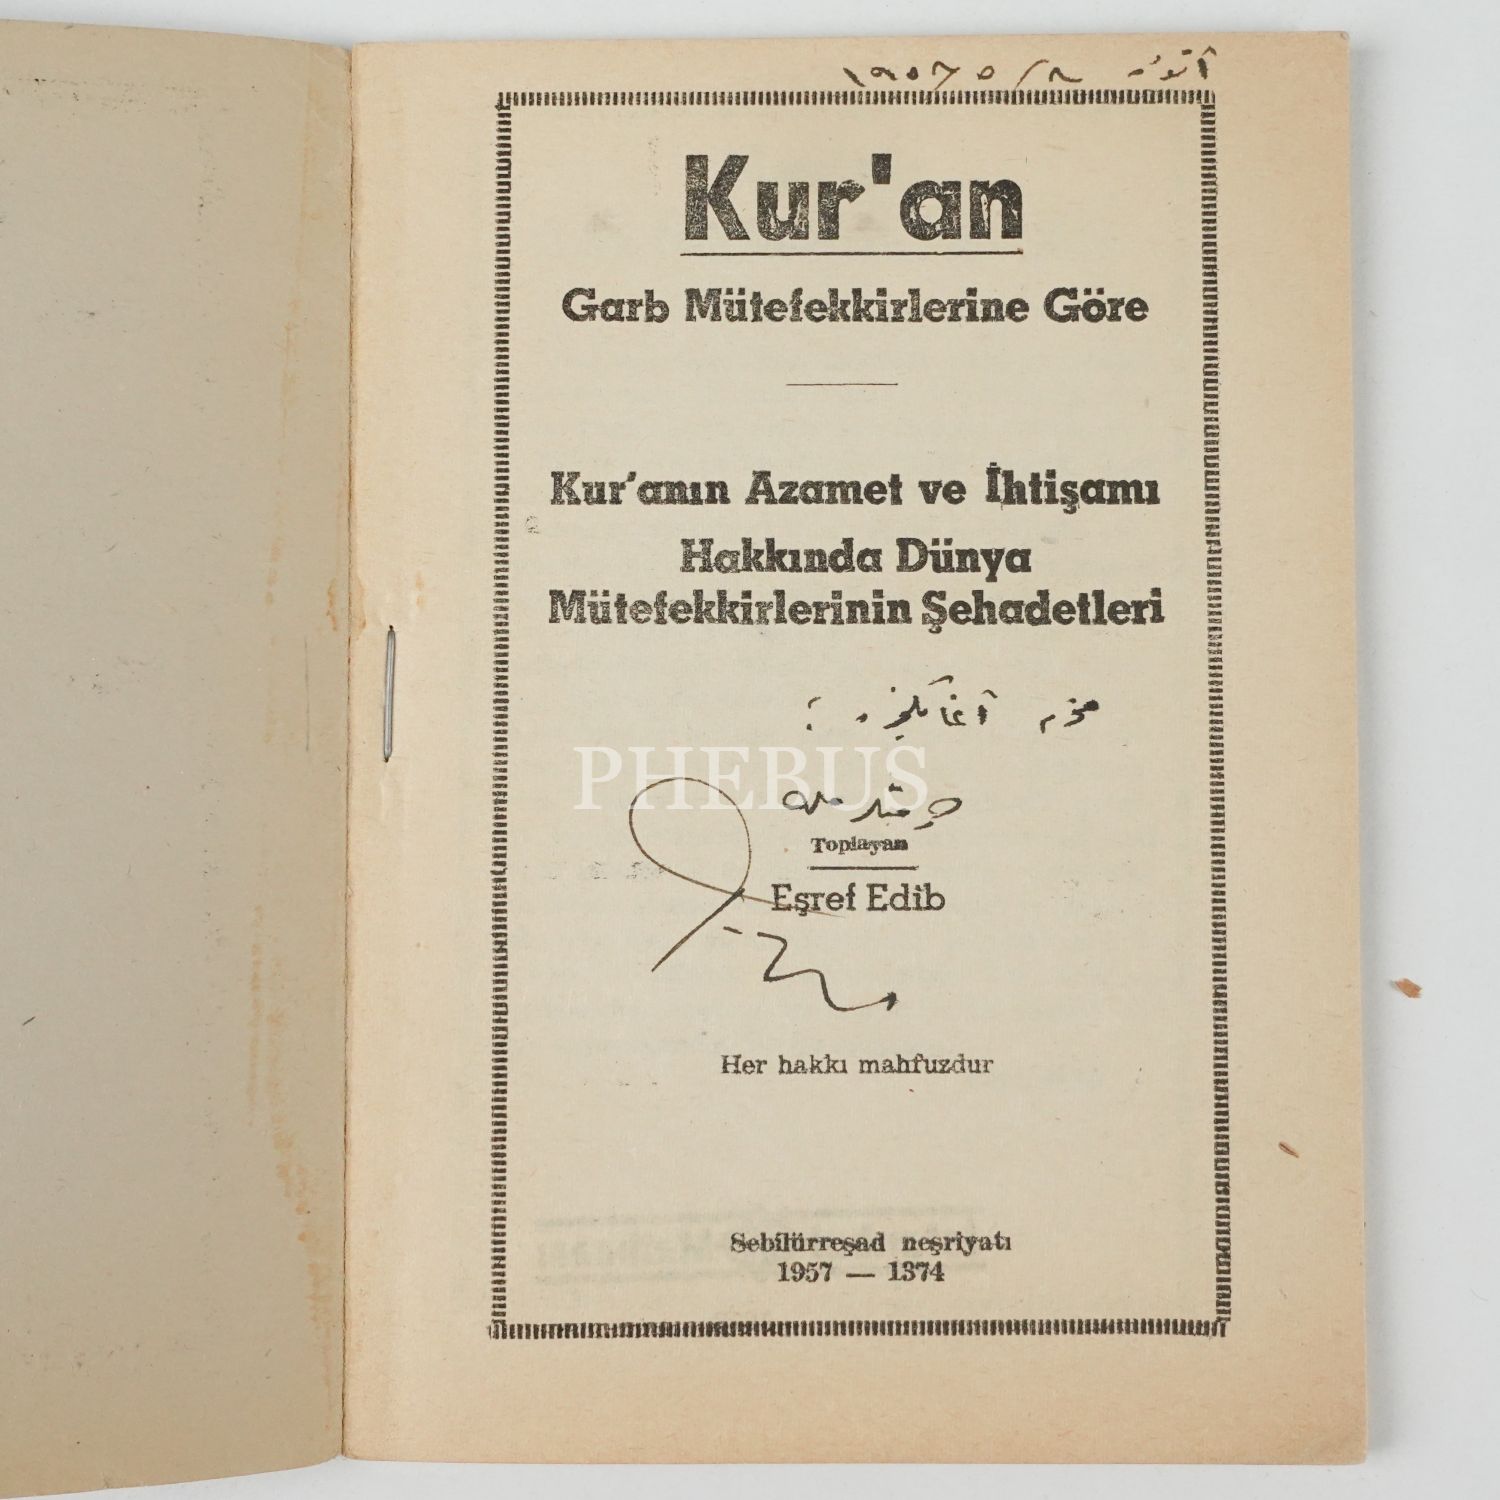 Kur'an
Garb Mütefekkirlerine Göre
Kur'anın Azamet ve İhtişamı
Hakkında Dünya
Mütefekkirlerinin Şehadetleri
PHEBUS
Toplayan
Eşref Edib
Her hakkı mahfuzdur
Sebilürreşad neşriyatı
1957 — 1374